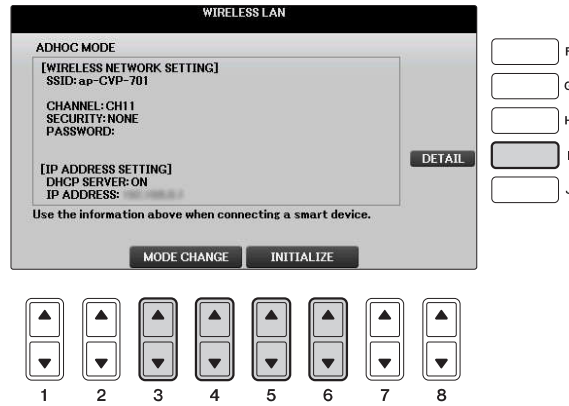 WIRELESS LAN
ADHOC MODE
[WIRELESS NETWORK SETTING]
SSID: ap-CVP-701
CHANNEL: CH11
SECURITY: NONE
PASSWORD:
[IP ADDRESS SETTING]
DHCP SERVER: ON
IP ADDRESS:
DETAIL
Use the information above when connecting a smart device.
MODE CHANGE INITIALIZE
1 2 3 4 5 6 7 8